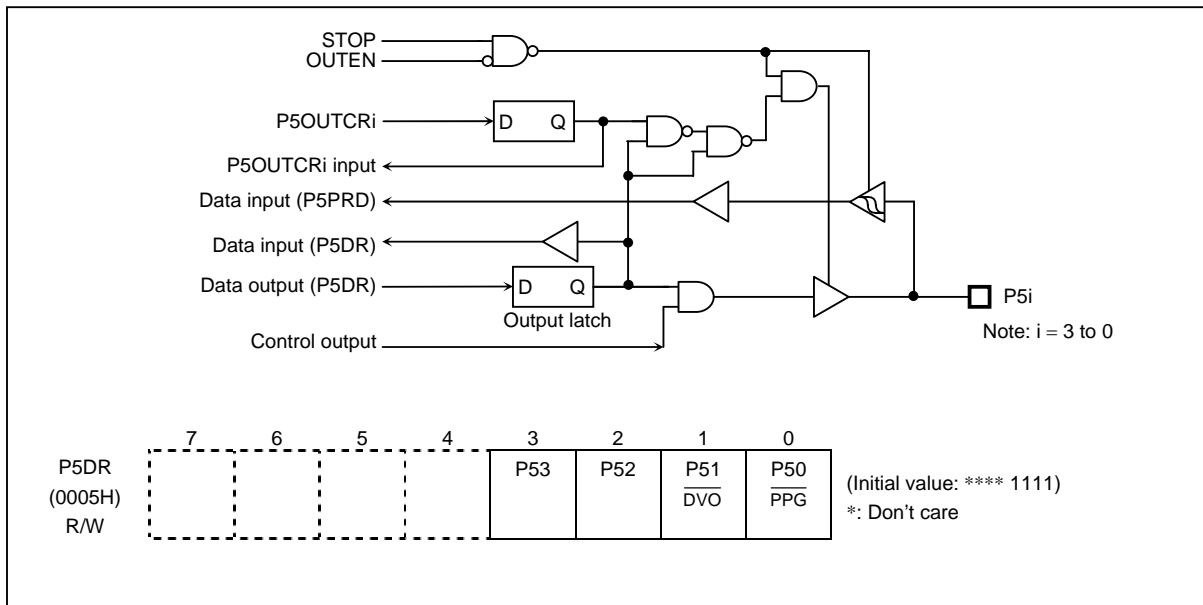 STOP
OUTEN
P5OUTCRi
D Q
P5OUTCRi input
Data input (P5PRD)
Data input (P5DR)
Data output (P5DR)
D Q
Output latch
P5i
Control output
Note: i = 3 to 0
7 6 5 4 3 2 1 0
P5DR
(0005H)
R/W
P53 P52 P51 P50
DVO PPG
(Initial value: **** 1111)
*: Don't care